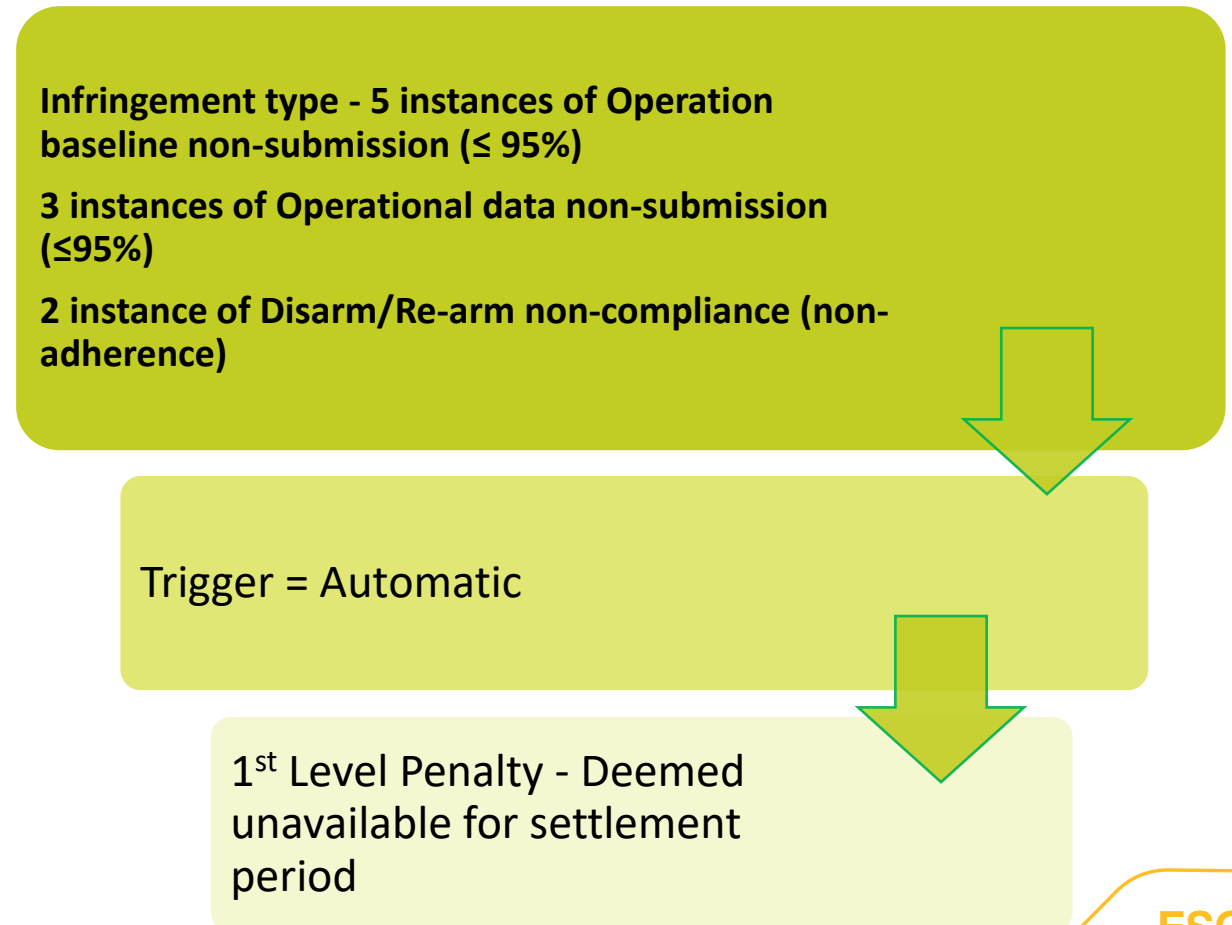 Infringement type - 5 instances of Operation
baseline non-submission (≤ 95%)
3 instances of Operational data non-submission
(≤95%)
2 instance of Disarm/Re-arm non-compliance (non-
adherence)
Trigger = Automatic
1st Level Penalty - Deemed
unavailable for settlement
period